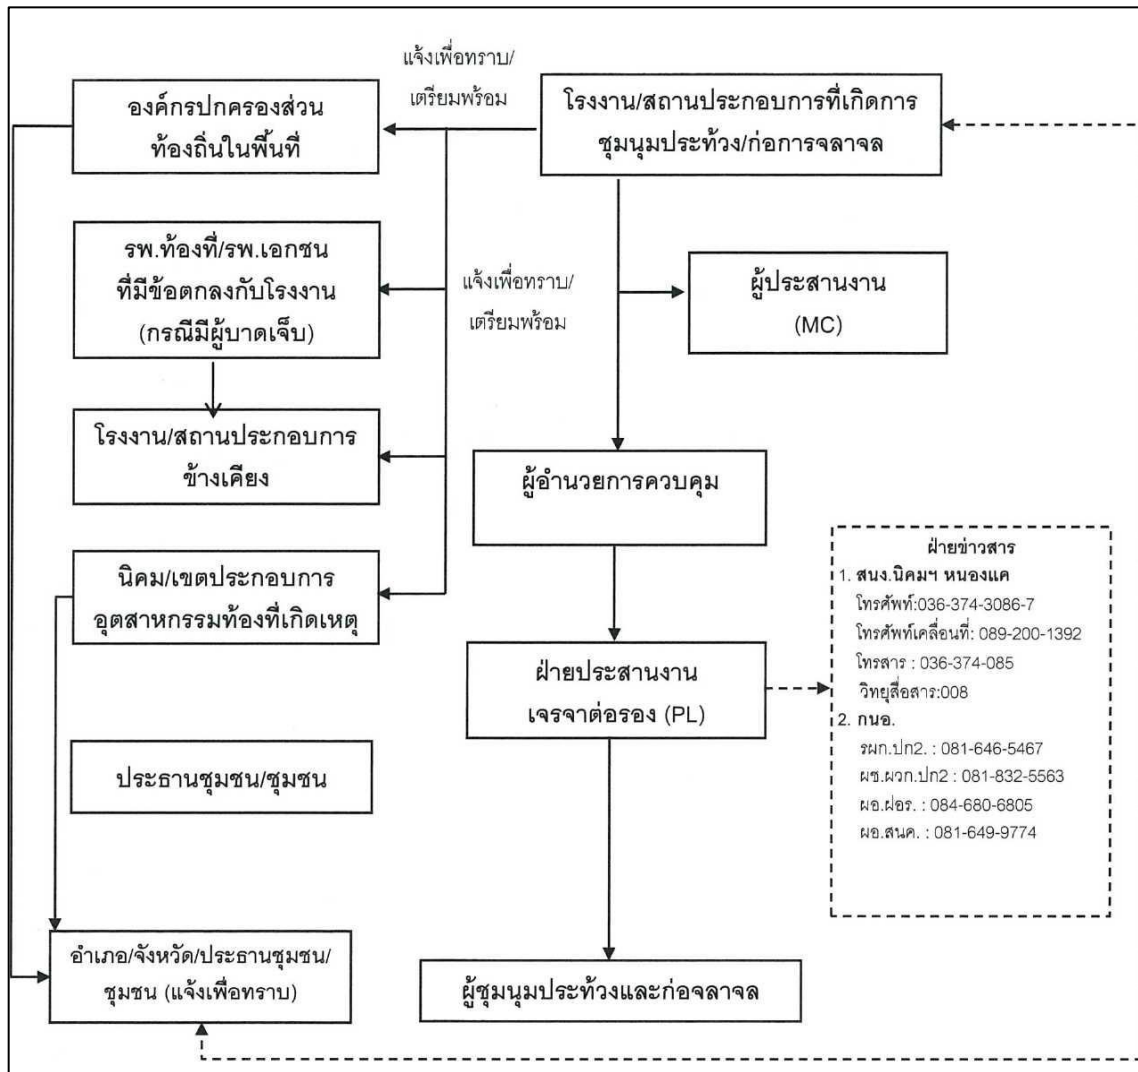 แจ้งเพื่อทราบ/
เตรียมพร้อม
องค์กรปกครองส่วน
ท้องถิ่นในพื้นที่
โรงงาน/สถานประกอบการที่เกิดการ
ชุมนุมประท้วง/ก่อการจลาจล
รพ.ท้องที่/รพ.เอกชน
ที่มีข้อตกลงกับโรงงาน
(กรณีมีผู้บาดเจ็บ)
แจ้งเพื่อทราบ/
เตรียมพร้อม
ผู้ประสานงาน
(MC)
โรงงาน/สถานประกอบการ
ข้างเคียง
ผู้อำนวยการควบคุม
นิคม/เขตประกอบการ
อุตสาหกรรมท้องที่เกิดเหตุ
ฝ่ายประสานงาน
เจรจาต่อรอง (PL)
ฝ่ายข่าวสาร
1. สนง.นิคมฯ หนองแค
โทรศัพท์:036-374-3086-7
โทรศัพท์เคลื่อนที่: 089-200-1392
โทรสาร : 036-374-085
วิทยุสื่อสาร:008
2. กนอ.
รผก.ปก2. : 081-646-5467
ผช.ผวก.ปก2 : 081-832-5563
ผอ.ฝอร. : 084-680-6805
ผอ.สนค. : 081-649-9774
ประธานชุมชน/ชุมชน
อำเภอ/จังหวัด/ประธานชุมชน/
ชุมชน (แจ้งเพื่อทราบ)
ผู้ชุมนุมประท้วงและก่อจลาจล